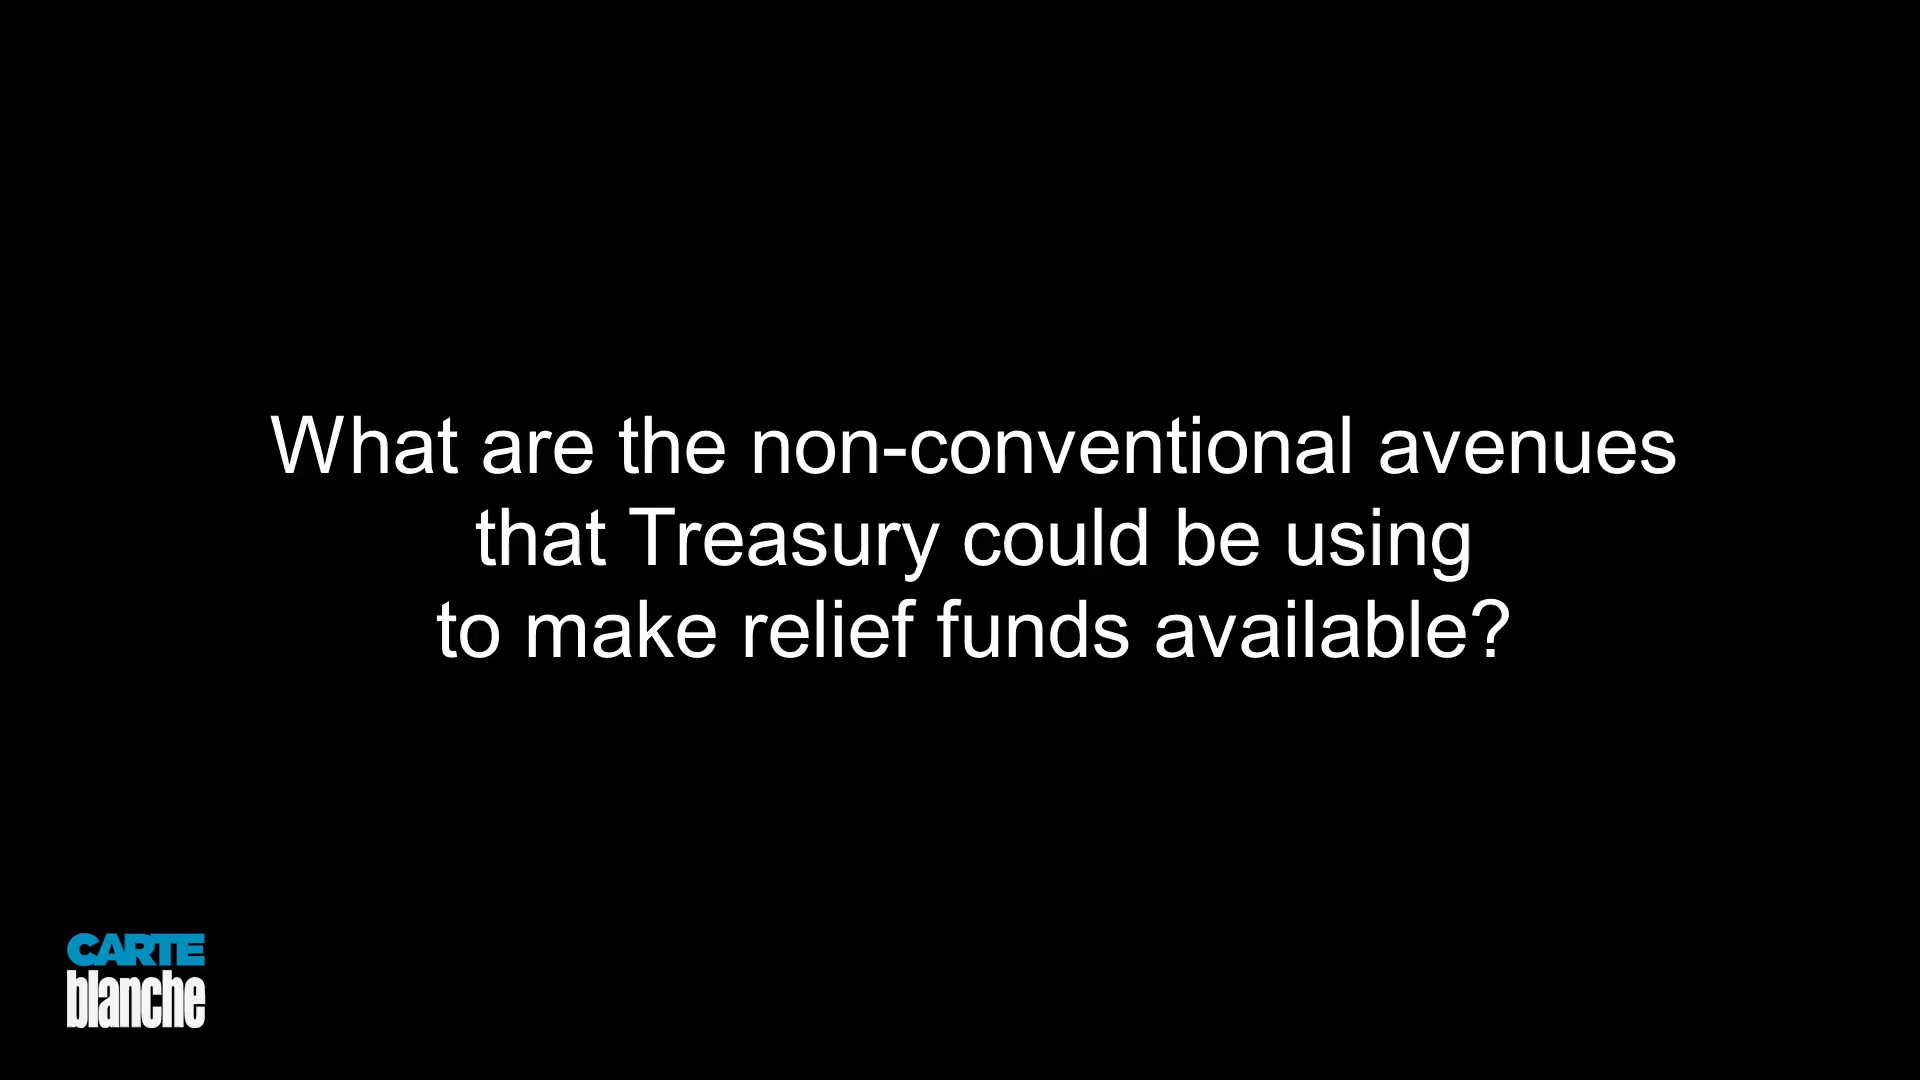 What are the non-conventional avenues
that Treasury could be using
to make relief funds available?
CARTE
blanche